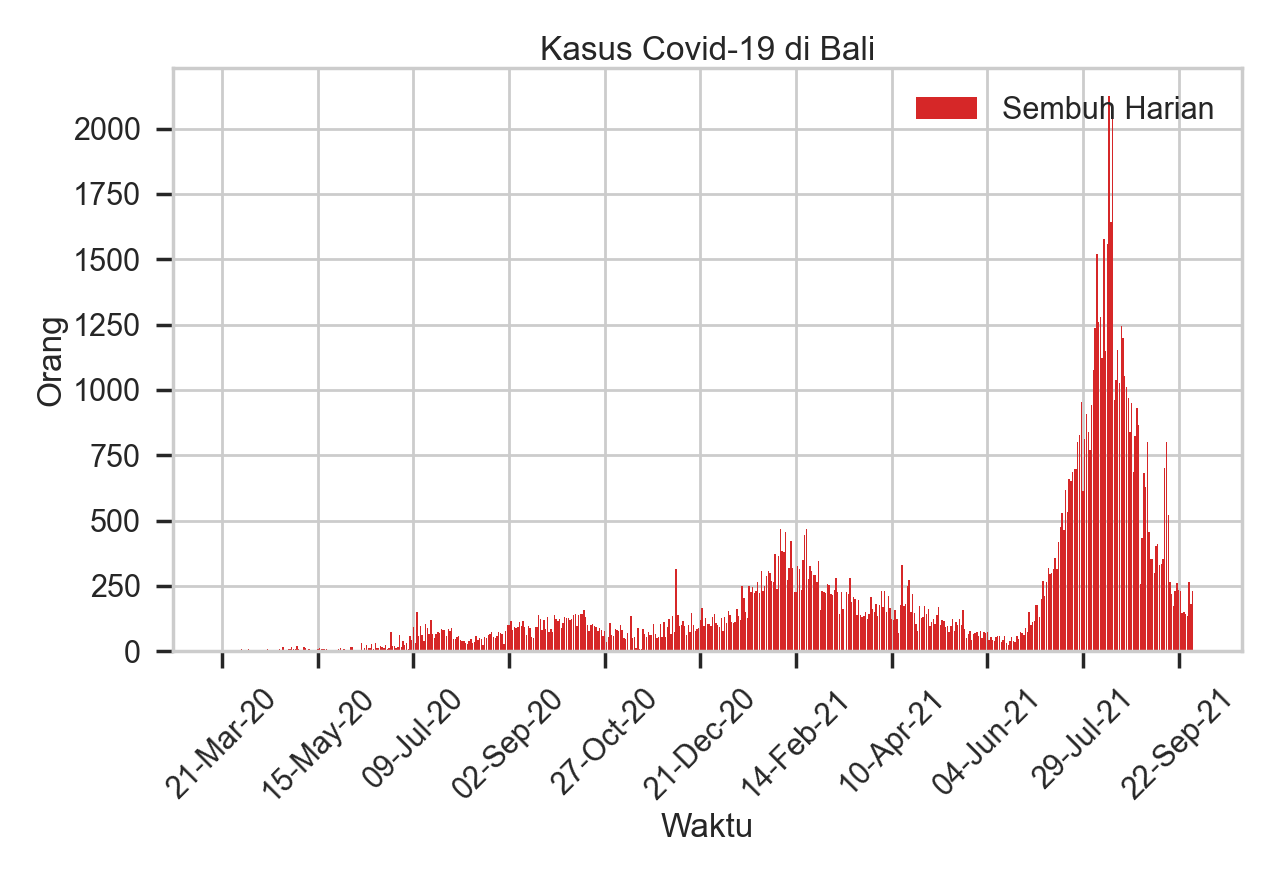 Kasus Covid-19 di Bali
Sembuh Harian
Orang
2000
1750
1500
1250
1000
750
500
250
0
21-Mar-20
15-May-20
09-Jul-20
02-Sep-20
27-Oct-20
21-Dec-20
14-Feb-21
10-Apr-21
04-Jun-21
29-Jul-21
22-Sep-21
Waktu